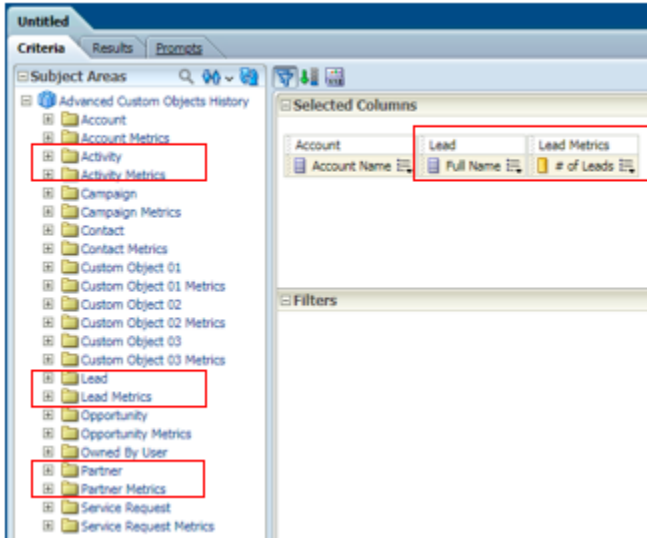 Untitled
Criteria Results Prompts
Subject Areas
Advanced Custom Objects History
Account
Account Metrics
Activity
Activity Metrics
Campaign
Campaign Metrics
Contact
Contact Metrics
Custom Object 01
Custom Object 01 Metrics
Custom Object 02
Custom Object 02 Metrics
Custom Object 03
Custom Object 03 Metrics
Lead
Lead Metrics
Opportunity
Opportunity Metrics
Owned By User
Partner
Partner Metrics
Service Request
Service Request Metrics
Selected Columns
Account Lead Lead Metrics
Account Name Full Name # of Leads
Filters